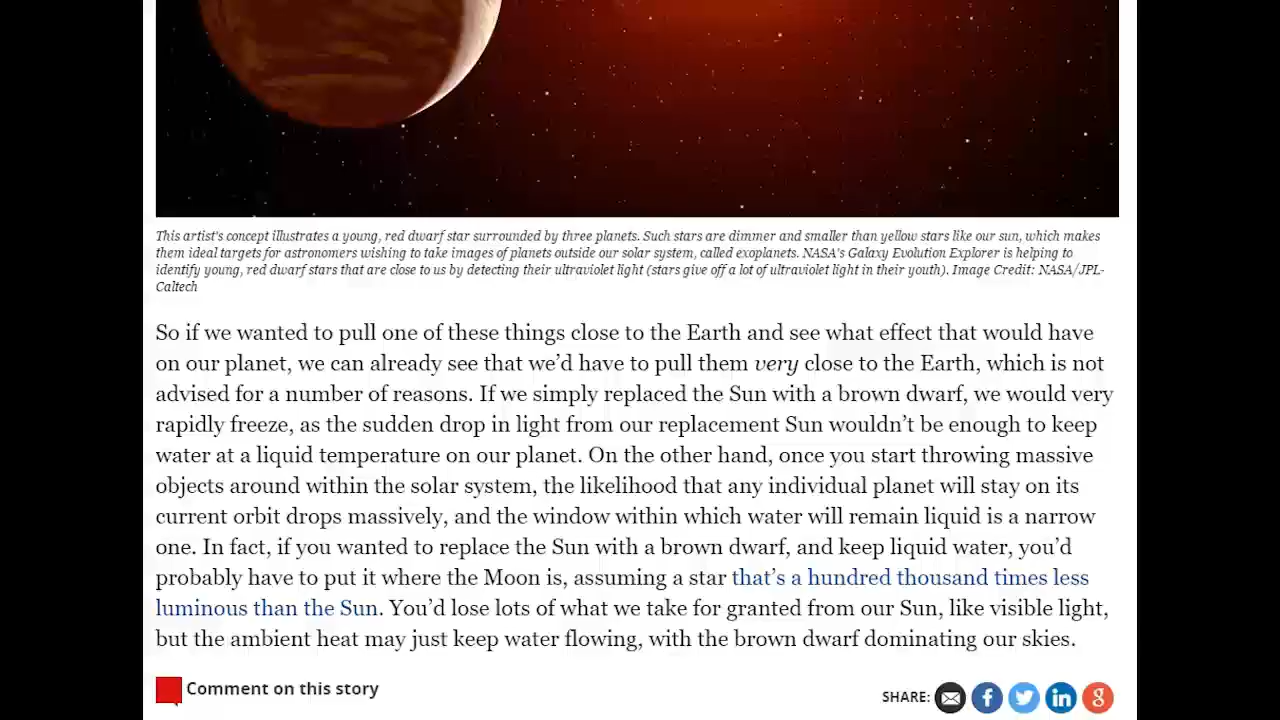 This artist's concept illustrates a young, red dwarf star surrounded by three planets. Such stars are dimmer and smaller than yellow stars like our sun, which makes
them ideal targets for astronomers wishing to take images of planets outside our solar system, called exoplanets. NASA's Galaxy Evolution Explorer is helping to
identify young, red dwarf stars that are close to us by detecting their ultraviolet light (stars give off a lot of ultraviolet light in their youth). Image Credit: NASA/JPL-
Caltech
So if we wanted to pull one of these things close to the Earth and see what effect that would have
on our planet, we can already see that we’d have to pull them very close to the Earth, which is not
advised for a number of reasons. If we simply replaced the Sun with a brown dwarf, we would very
rapidly freeze, as the sudden drop in light from our replacement Sun wouldn’t be enough to keep
water at a liquid temperature on our planet. On the other hand, once you start throwing massive
objects around within the solar system, the likelihood that any individual planet will stay on its
current orbit drops massively, and the window within which water will remain liquid is a narrow
one. In fact, if you wanted to replace the Sun with a brown dwarf, and keep liquid water, you’d
probably have to put it where the Moon is, assuming a star that’s a hundred thousand times less
luminous than the Sun. You’d lose lots of what we take for granted from our Sun, like visible light,
but the ambient heat may just keep water flowing, with the brown dwarf dominating our skies.
Comment on this story
SHARE: f in g